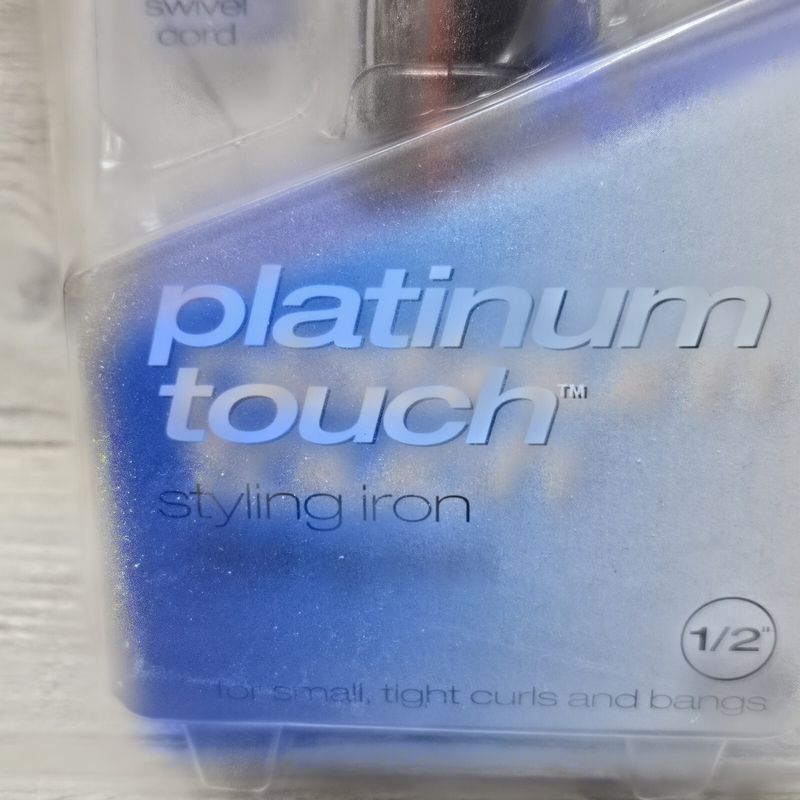 swivel
cord
platinum
touch™
styling iron
1/2"
for small, tight curls and bangs